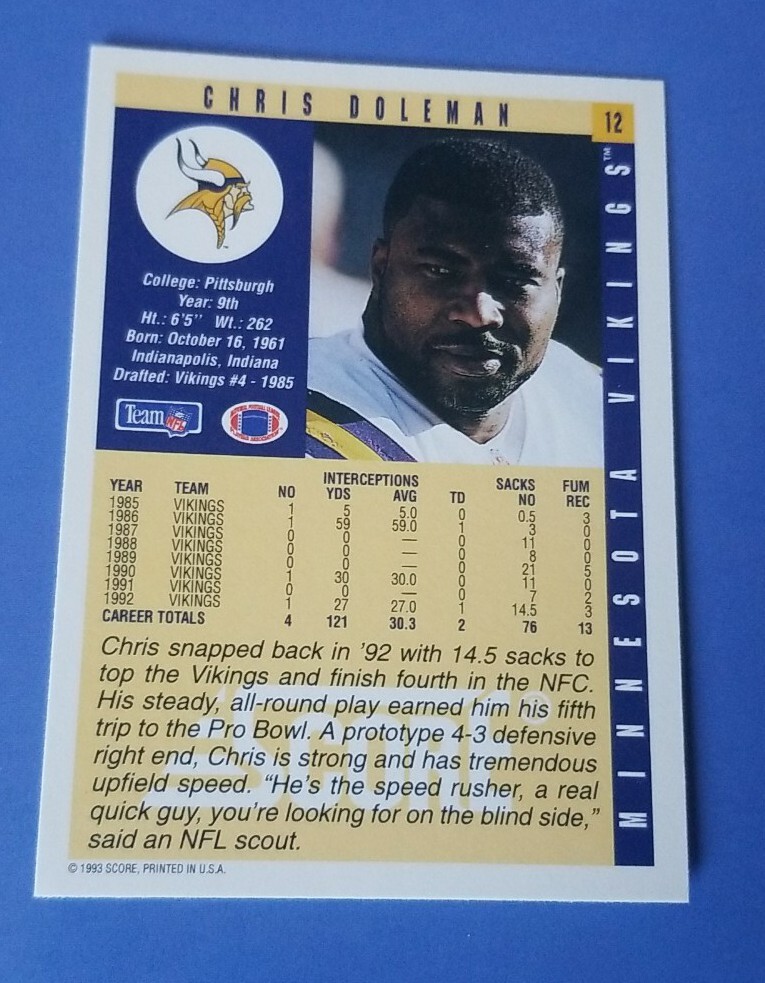 CHRIS DOLEMAN
12
MINNESOTA VIKINGS™
College: Pittsburgh
Year: 9th
Ht.: 6'5'' Wt.: 262
Born: October 16, 1961
Indianapolis, Indiana
Drafted: Vikings #4 - 1985
Team NFL
INTERCEPTIONS SACKS FUM
YEAR TEAM NO YDS AVG TD NO REC
1985 VIKINGS 1 5 5.0 0 0.5 3
1986 VIKINGS 1 59 59.0 1 3 0
1987 VIKINGS 0 0 — 0 11 0
1988 VIKINGS 0 0 — 0 8 0
1989 VIKINGS 0 0 — 0 21 5
1990 VIKINGS 1 30 30.0 0 11 0
1991 VIKINGS 0 0 — 0 7 2
1992 VIKINGS 1 27 27.0 1 14.5 3
CAREER TOTALS 4 121 30.3 2 76 13
Chris snapped back in '92 with 14.5 sacks to
top the Vikings and finish fourth in the NFC.
His steady, all-round play earned him his fifth
trip to the Pro Bowl. A prototype 4-3 defensive
right end, Chris is strong and has tremendous
upfield speed. “He's the speed rusher, a real
quick guy, you're looking for on the blind side,”
said an NFL scout.
SCORE®
© 1993 SCORE, PRINTED IN U.S.A.